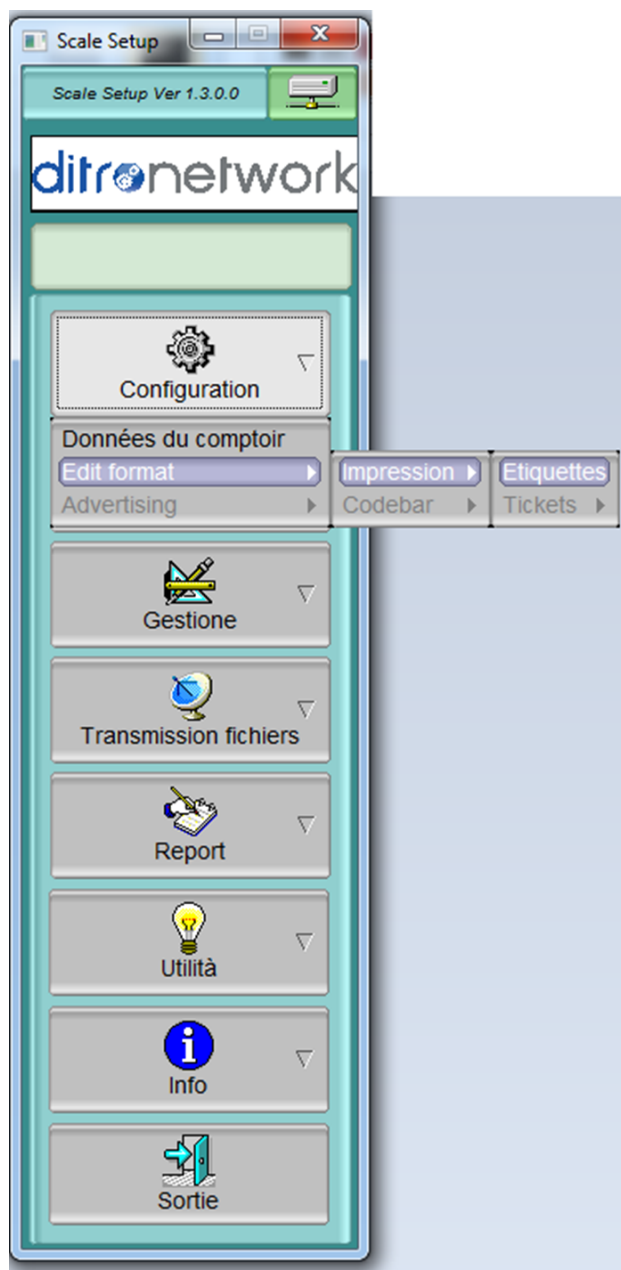 Scale Setup
Scale Setup Ver 1.3.0.0
ditronetwork
Configuration
Données du comptoir
Edit format
Impression
Etiquettes
Advertising
Codebar
Tickets
Gestione
Transmission fichiers
Report
Utilità
Info
Sortie